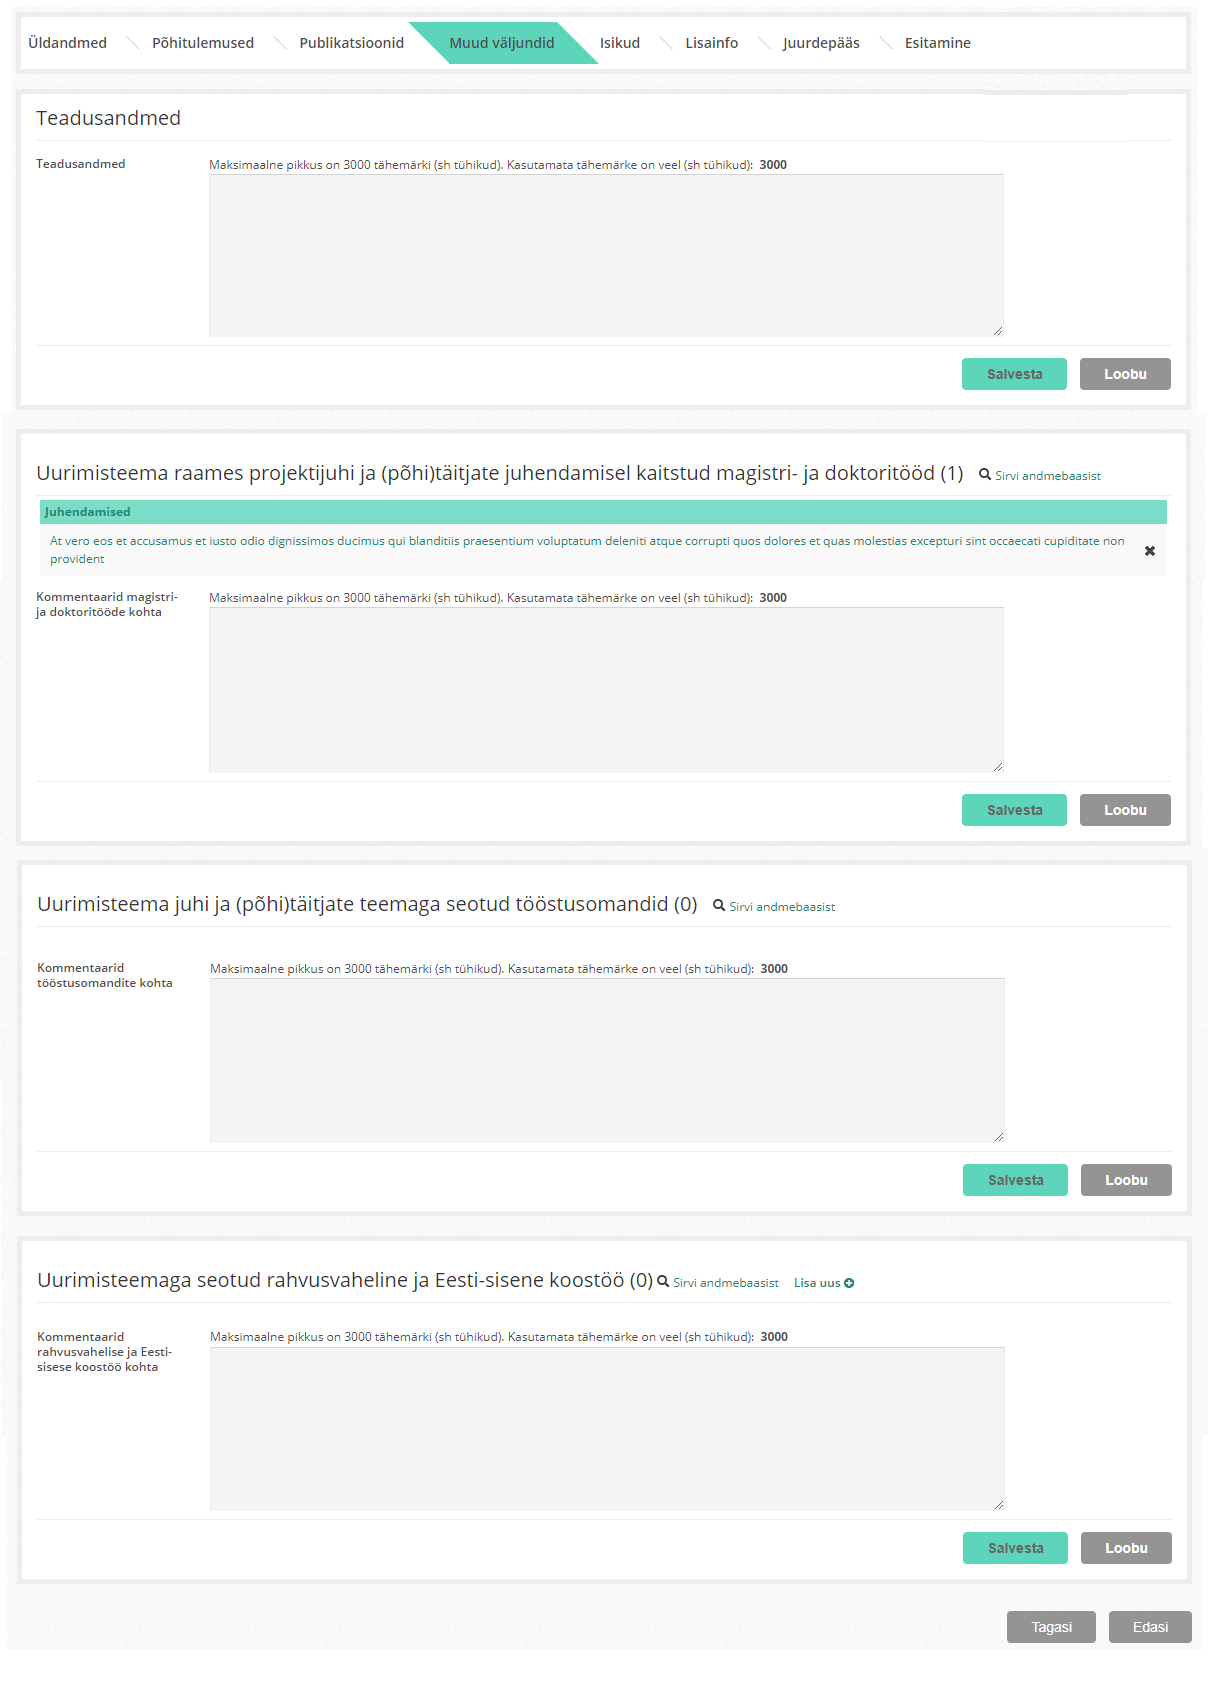 Üldandmed Põhitulemused Publikatsioonid Muud väljundid Isikud Lisainfo Juurdepääs Esitamine
Teadusandmed
Teadusandmed
Maksimaalne pikkus on 3000 tähemärki (sh tühikud). Kasutamata tähemärke on veel (sh tühikud): 3000
Salvesta Loobu
Uurimisteema raames projektijuhi ja (põhi)täitjate juhendamisel kaitstud magistri- ja doktoritööd (1) Sirvi andmebaasist
Juhendamised
At vero eos et accusamus et iusto odio dignissimos ducimus qui blanditiis praesentium voluptatum deleniti atque corrupti quos dolores et quas molestias excepturi sint occaecati cupiditate non
provident
Kommentaarid magistri-
ja doktoritööde kohta
Maksimaalne pikkus on 3000 tähemärki (sh tühikud). Kasutamata tähemärke on veel (sh tühikud): 3000
Salvesta Loobu
Uurimisteema juhi ja (põhi)täitjate teemaga seotud tööstusomandid (0) Sirvi andmebaasist
Kommentaarid
tööstusomandite kohta
Maksimaalne pikkus on 3000 tähemärki (sh tühikud). Kasutamata tähemärke on veel (sh tühikud): 3000
Salvesta Loobu
Uurimisteemaga seotud rahvusvaheline ja Eesti-sisene koostöö (0) Sirvi andmebaasist Lisa uus
Kommentaarid
rahvusvahelise ja Eesti-
sisese koostöö kohta
Maksimaalne pikkus on 3000 tähemärki (sh tühikud). Kasutamata tähemärke on veel (sh tühikud): 3000
Salvesta Loobu
Tagasi Edasi